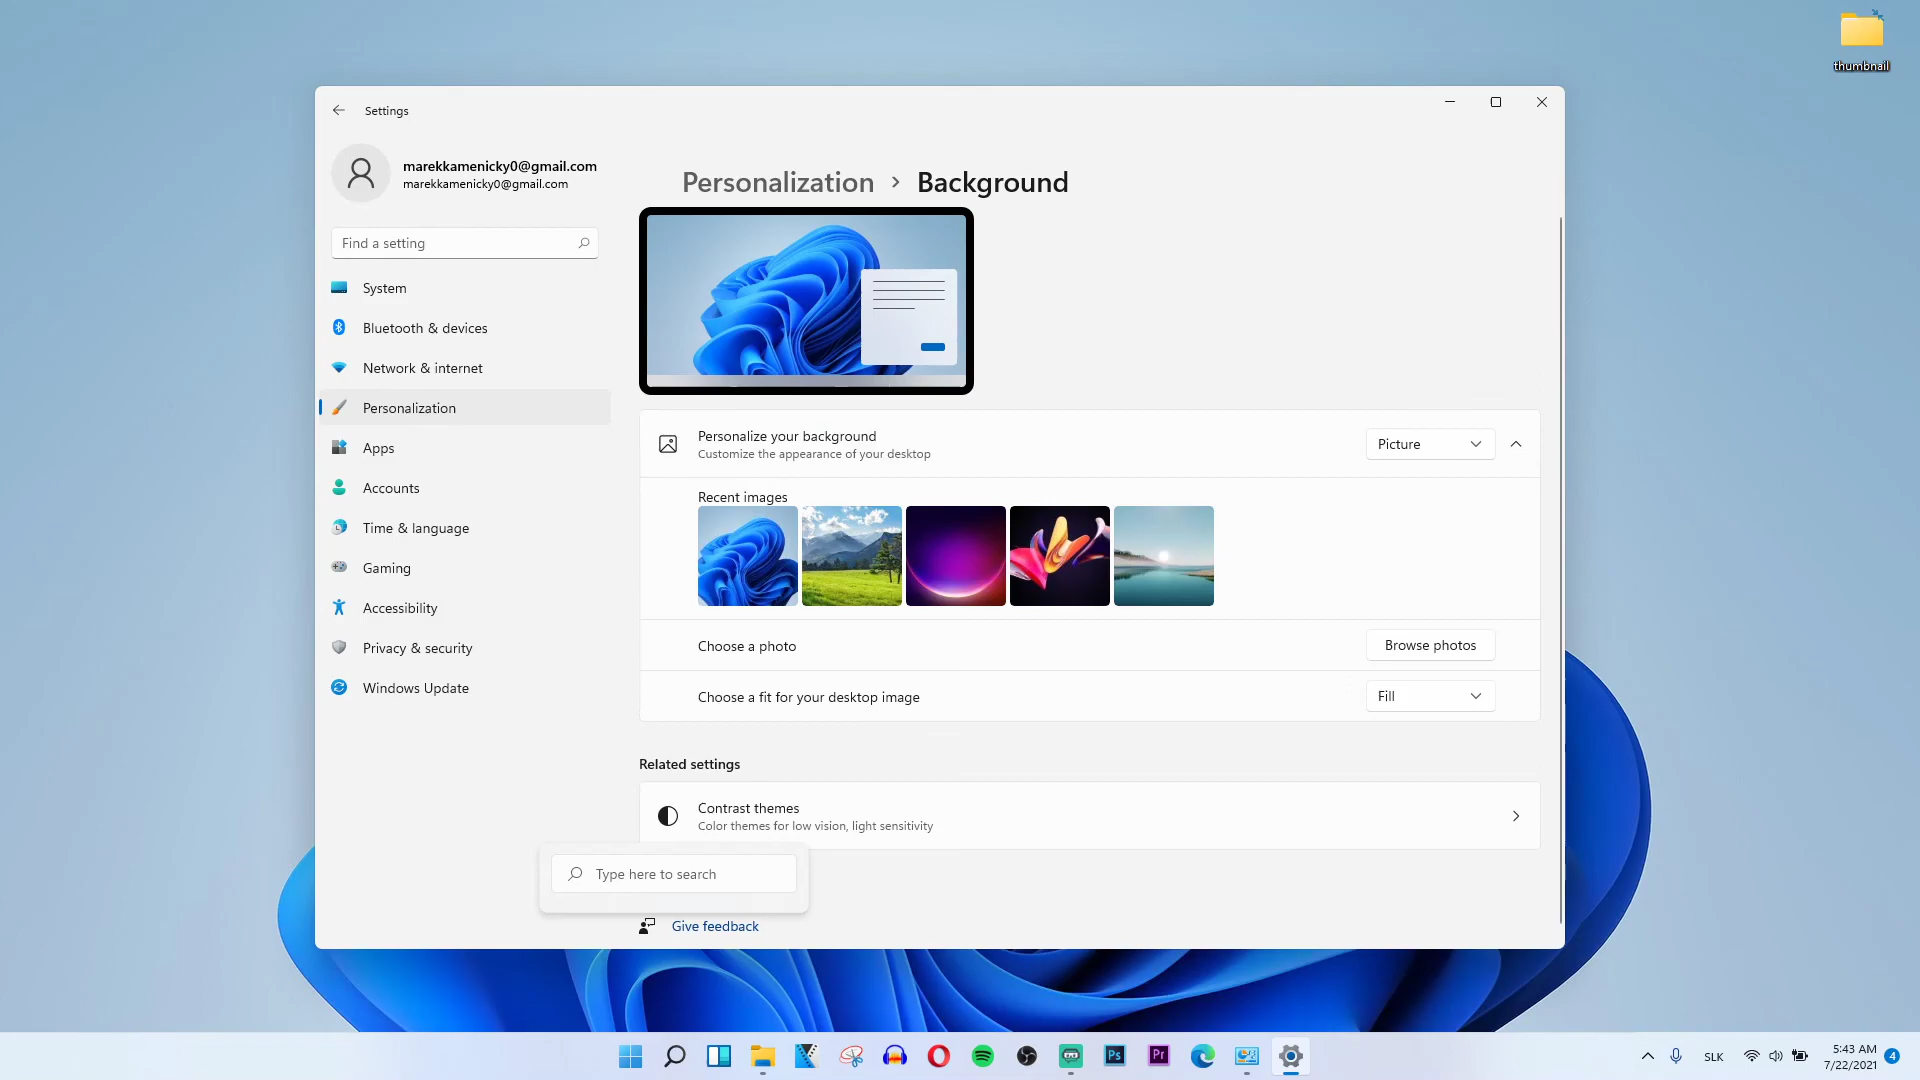 thumbnail
Settings
marekkamenicky0@gmail.com
marekkamenicky0@gmail.com
Find a setting
System
Bluetooth & devices
Network & internet
Personalization
Apps
Accounts
Time & language
Gaming
Accessibility
Privacy & security
Windows Update
Personalization > Background
Personalize your background
Customize the appearance of your desktop
Picture
Recent images
Choose a photo
Browse photos
Choose a fit for your desktop image
Fill
Related settings
Contrast themes
Color themes for low vision, light sensitivity
Type here to search
Give feedback
Ps
Pr
SLK
5:43 AM
7/22/2021
4